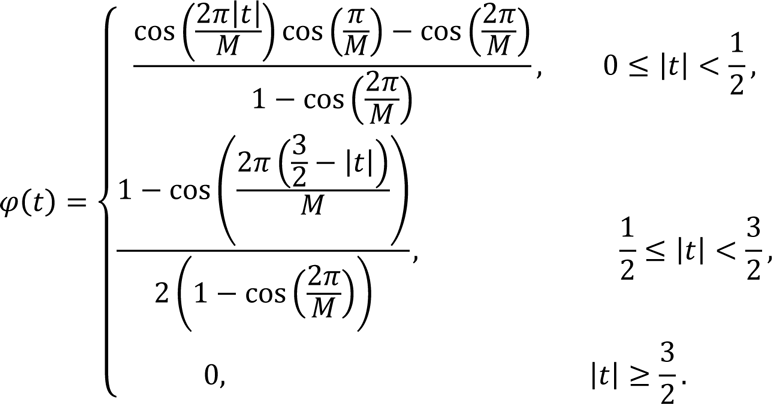 φ(t) = { (cos(2π|t|/M) cos(π/M) − cos(2π/M)) / (1 − cos(2π/M)), 0 ≤ |t| < 1/2,
(1 − cos(2π(3/2 − |t|)/M)) / (2(1 − cos(2π/M))), 1/2 ≤ |t| < 3/2,
0, |t| ≥ 3/2.